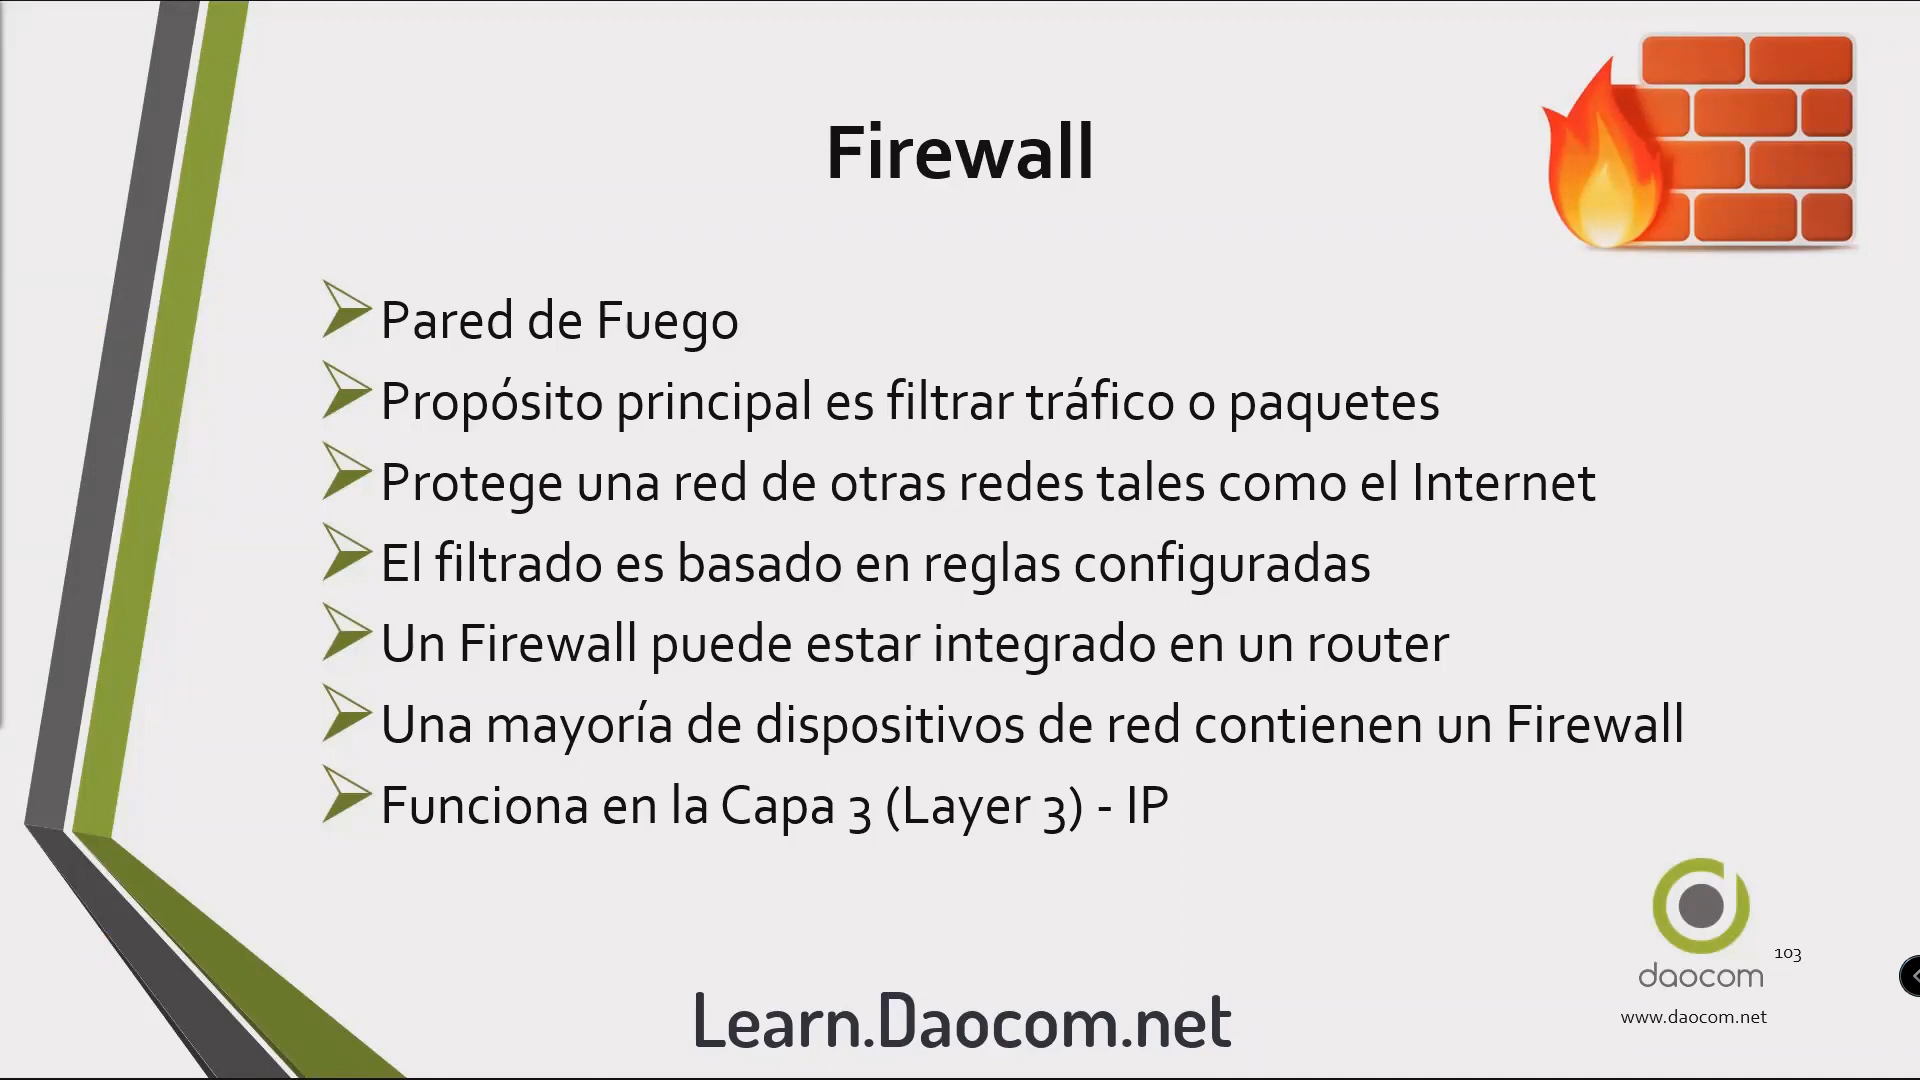 Firewall
Pared de Fuego
Propósito principal es filtrar tráfico o paquetes
Protege una red de otras redes tales como el Internet
El filtrado es basado en reglas configuradas
Un Firewall puede estar integrado en un router
Una mayoría de dispositivos de red contienen un Firewall
Funciona en la Capa 3 (Layer 3) - IP
103
daocom
www.daocom.net
Learn.Daocom.net